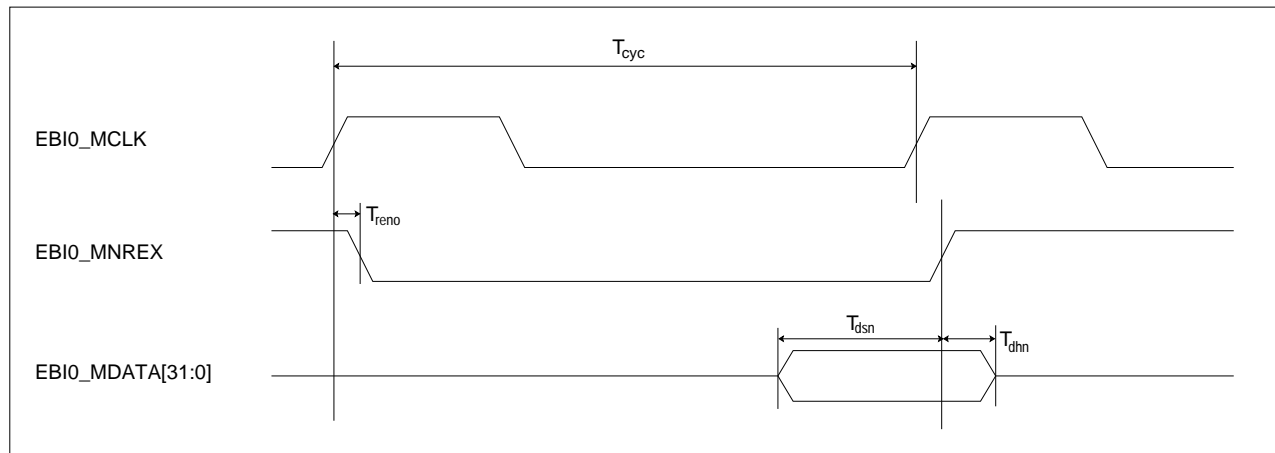 Tcyc
EBI0_MCLK
Treno
EBI0_MNREX
Tdsn
Tdhn
EBI0_MDATA[31:0]